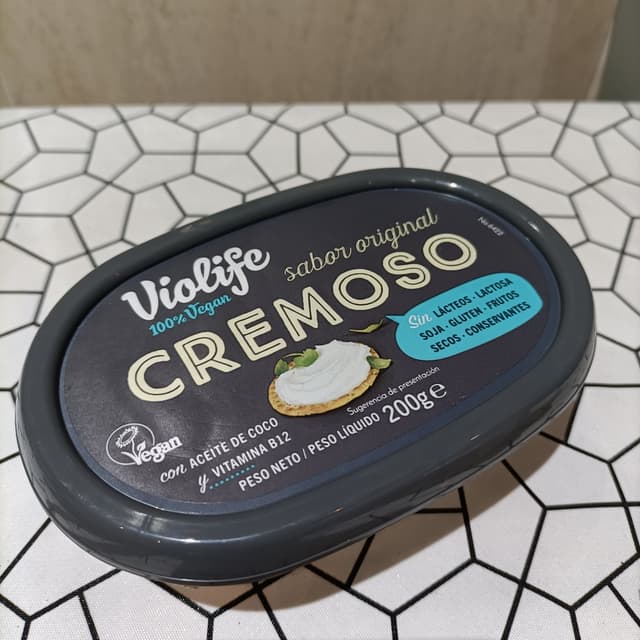 Violife
100% Vegan
sabor original
CREMOSO
Sin LÁCTEOS · LACTOSA
SOJA · GLUTEN · FRUTOS
SECOS · CONSERVANTES
Sugerencia de presentación
Vegan
con ACEITE DE COCO
y VITAMINA B12
PESO NETO / PESO LÍQUIDO 200g℮